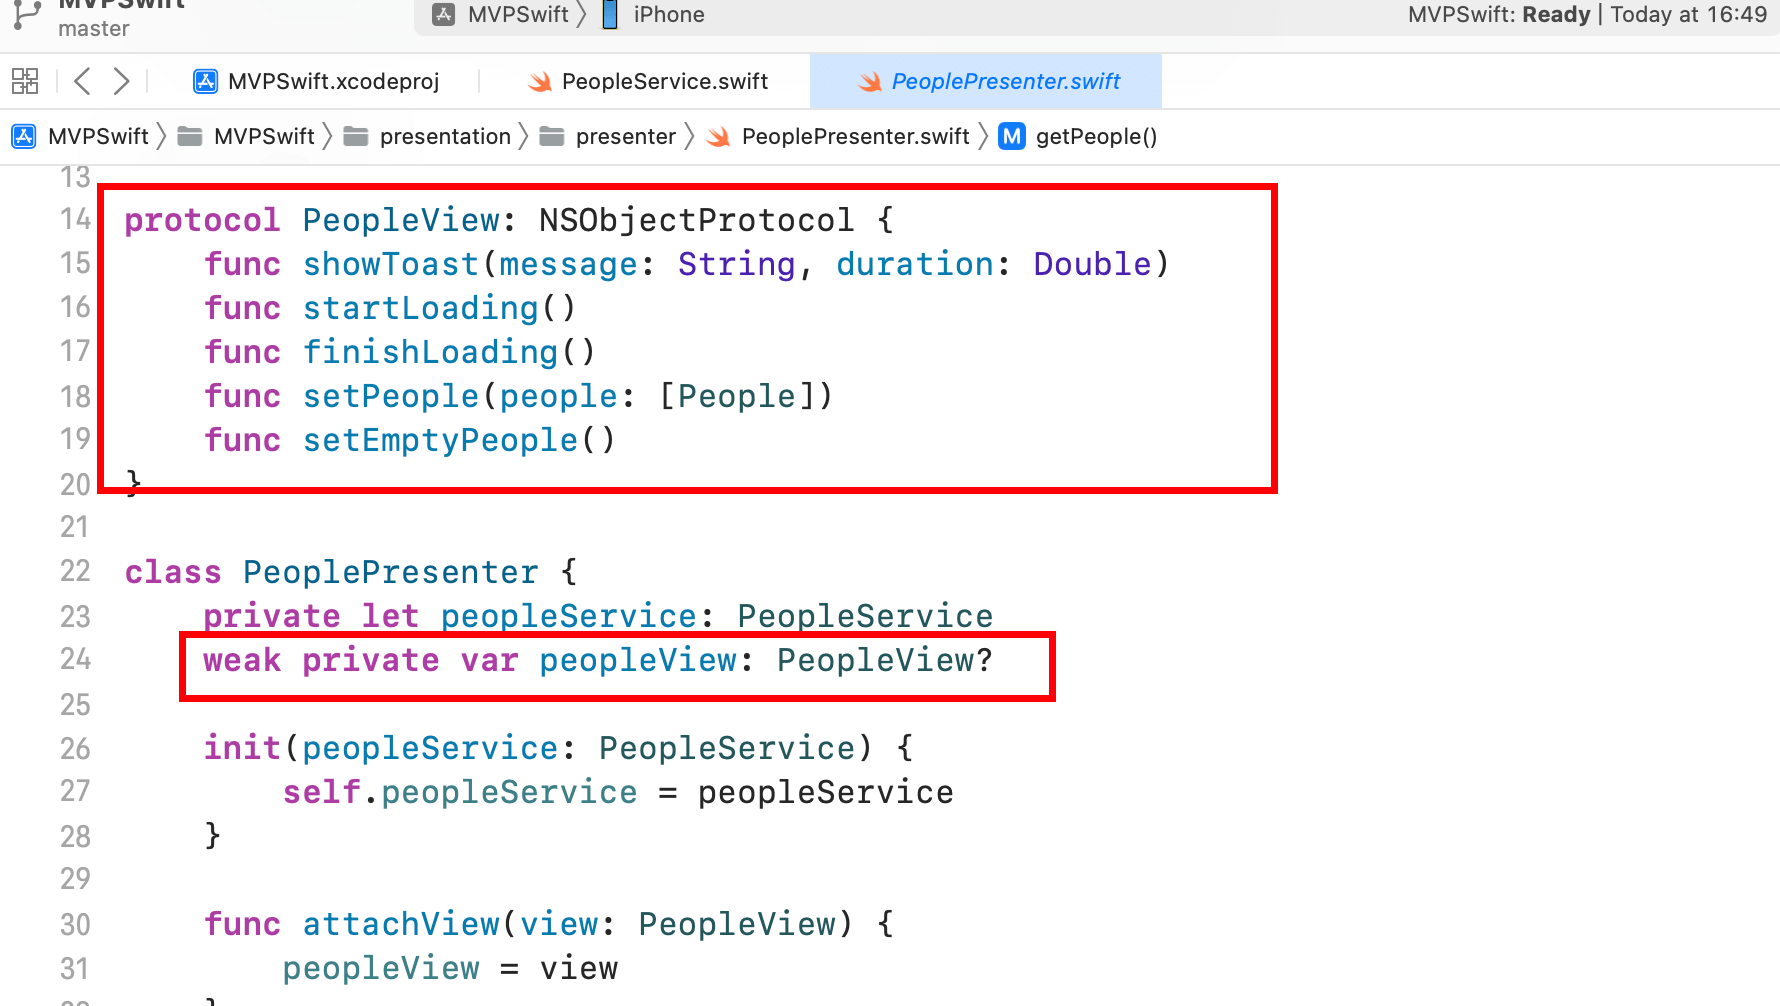 MVPSwift
master
MVPSwift iPhone
MVPSwift: Ready | Today at 16:49
MVPSwift.xcodeproj PeopleService.swift PeoplePresenter.swift
MVPSwift MVPSwift presentation presenter PeoplePresenter.swift M getPeople()
13
14 protocol PeopleView: NSObjectProtocol {
15 func showToast(message: String, duration: Double)
16 func startLoading()
17 func finishLoading()
18 func setPeople(people: [People])
19 func setEmptyPeople()
20 }
21
22 class PeoplePresenter {
23 private let peopleService: PeopleService
24 weak private var peopleView: PeopleView?
25
26 init(peopleService: PeopleService) {
27 self.peopleService = peopleService
28 }
29
30 func attachView(view: PeopleView) {
31 peopleView = view